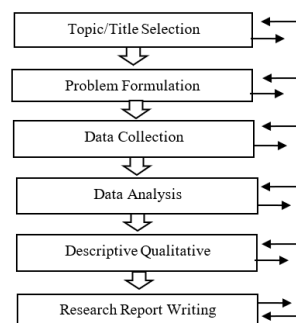 Topic/Title Selection
Problem Formulation
Data Collection
Data Analysis
Descriptive Qualitative
Research Report Writing